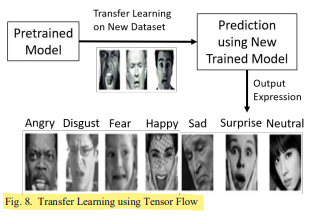 Pretrained
Model
Transfer Learning
on New Dataset
Prediction
using New
Trained Model
Output
Expression
Angry Disgust Fear Happy Sad Surprise Neutral
Fig. 8. Transfer Learning using Tensor Flow